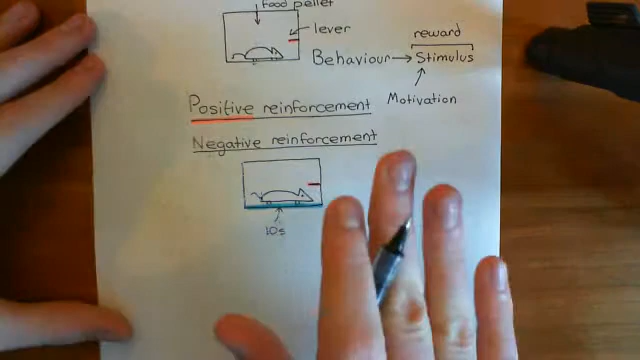 food pellet
lever
reward
Behaviour → Stimulus
Motivation
Positive reinforcement
Negative reinforcement
10s